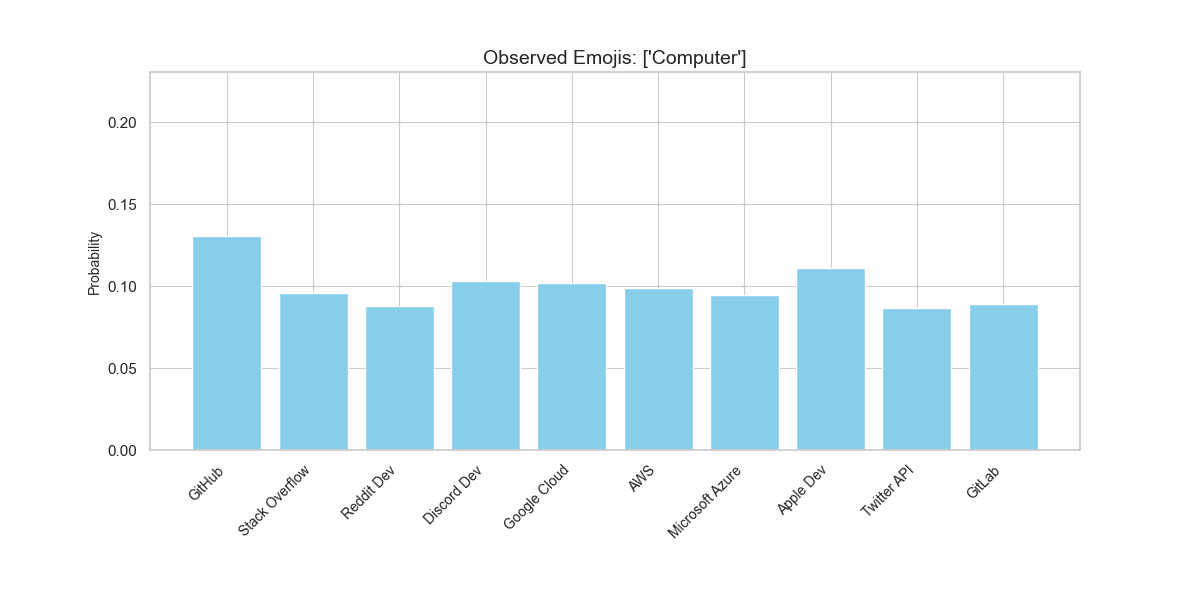 Observed Emojis: ['Computer']
0.20
0.15
0.10
0.05
0.00
Probability
GitHub
Stack Overflow
Reddit Dev
Discord Dev
Google Cloud
AWS
Microsoft Azure
Apple Dev
Twitter API
GitLab